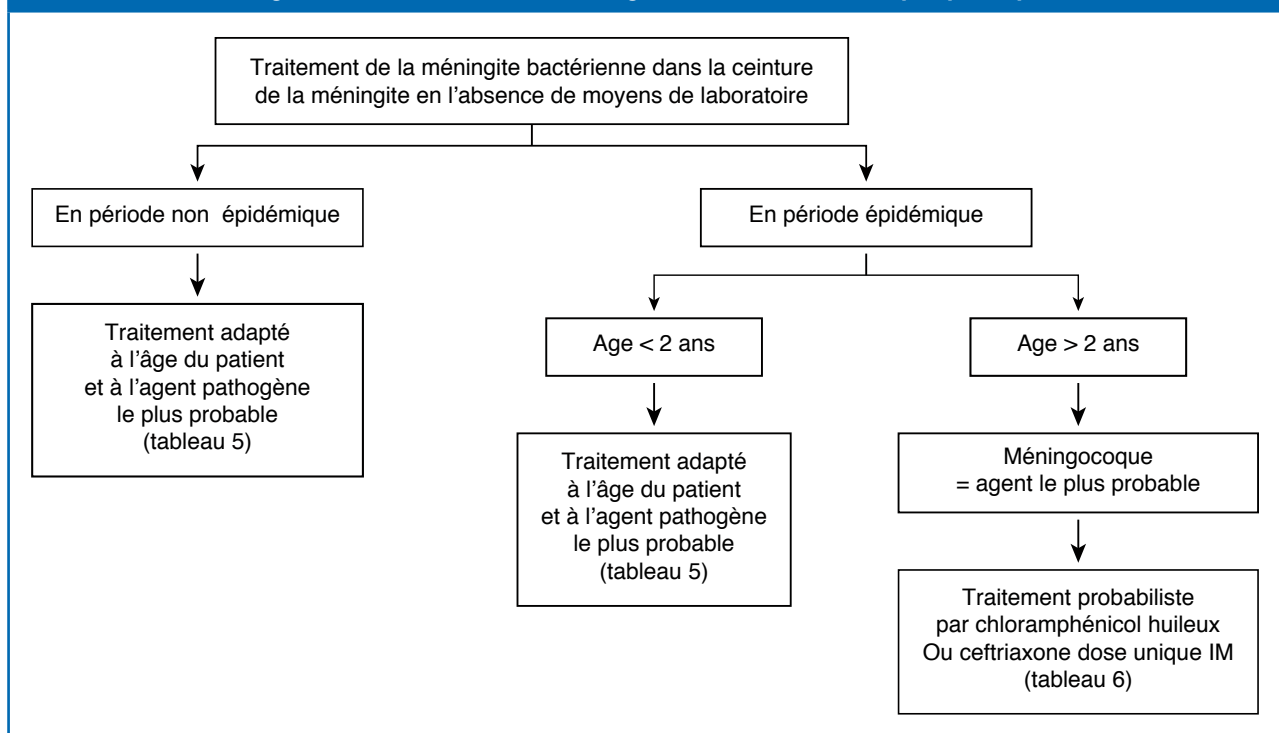 Traitement de la méningite bactérienne dans la ceinture
de la méningite en l'absence de moyens de laboratoire
En période non épidémique
En période épidémique
Traitement adapté
à l'âge du patient
et à l'agent pathogène
le plus probable
(tableau 5)
Age < 2 ans
Age > 2 ans
Traitement adapté
à l'âge du patient
et à l'agent pathogène
le plus probable
(tableau 5)
Méningocoque
= agent le plus probable
Traitement probabiliste
par chloramphénicol huileux
Ou ceftriaxone dose unique IM
(tableau 6)